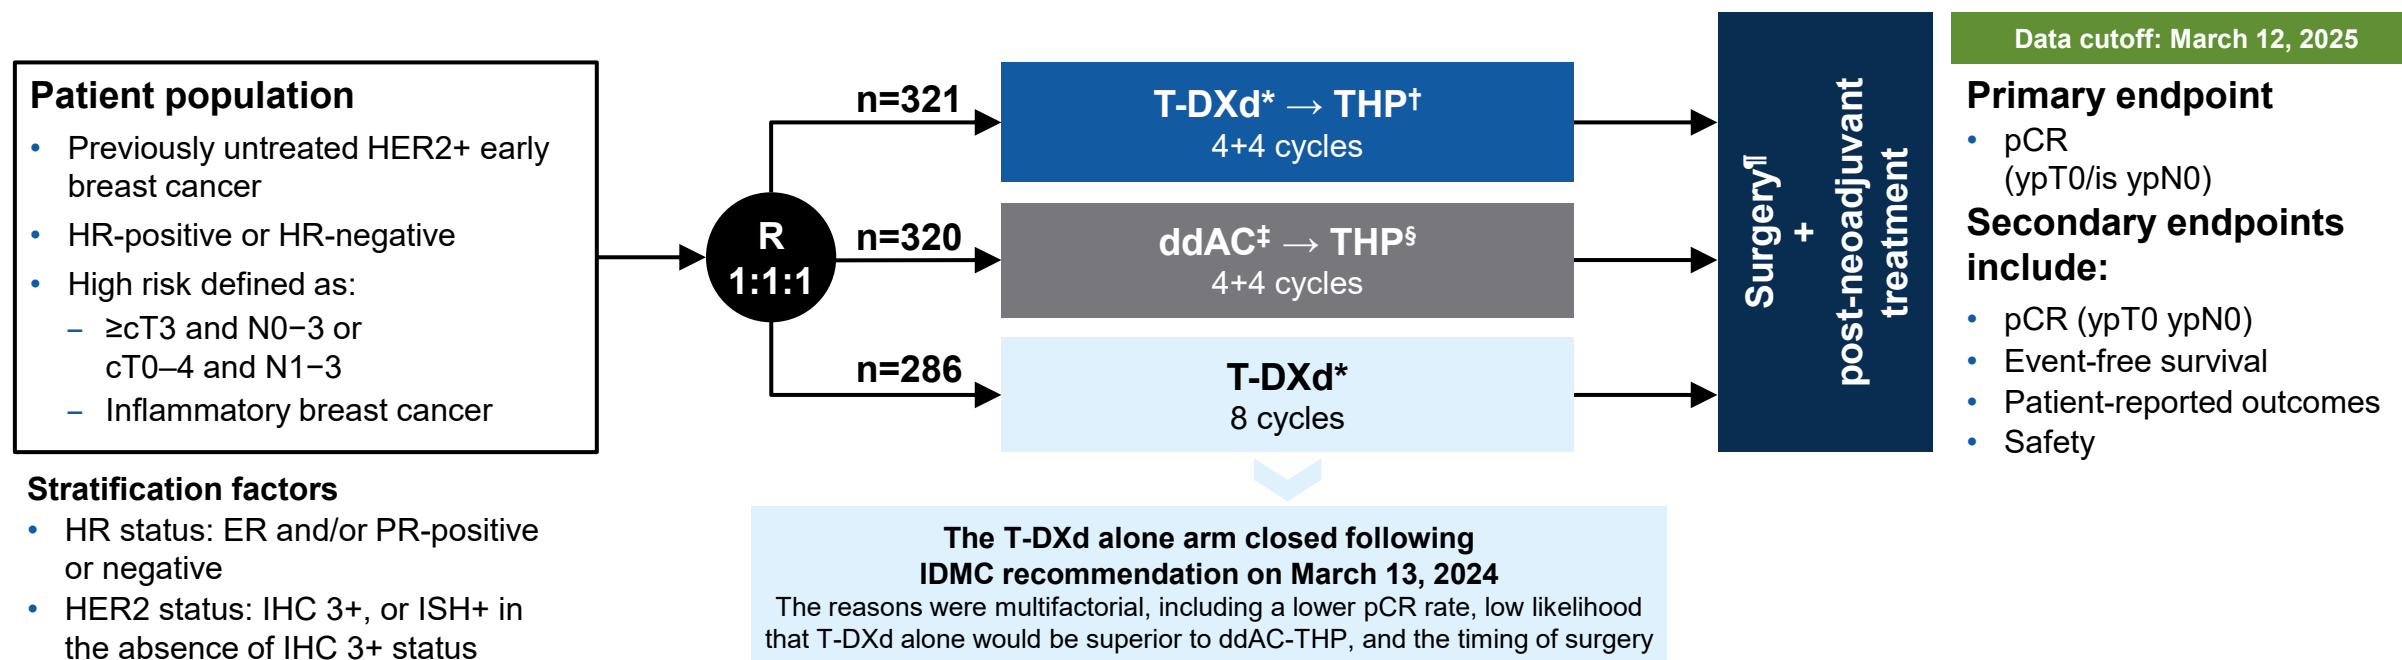 Patient population
• Previously untreated HER2+ early
breast cancer
• HR-positive or HR-negative
• High risk defined as:
– ≥cT3 and N0−3 or
cT0–4 and N1−3
– Inflammatory breast cancer
Stratification factors
• HR status: ER and/or PR-positive
or negative
• HER2 status: IHC 3+, or ISH+ in
the absence of IHC 3+ status
R
1:1:1
n=321
T-DXd* → THP†
4+4 cycles
n=320
ddAC‡ → THP§
4+4 cycles
n=286
T-DXd*
8 cycles
The T-DXd alone arm closed following
IDMC recommendation on March 13, 2024
The reasons were multifactorial, including a lower pCR rate, low likelihood
that T-DXd alone would be superior to ddAC-THP, and the timing of surgery
Surgery¶
+
post-neoadjuvant
treatment
Data cutoff: March 12, 2025
Primary endpoint
• pCR
(ypT0/is ypN0)
Secondary endpoints
include:
• pCR (ypT0 ypN0)
• Event-free survival
• Patient-reported outcomes
• Safety